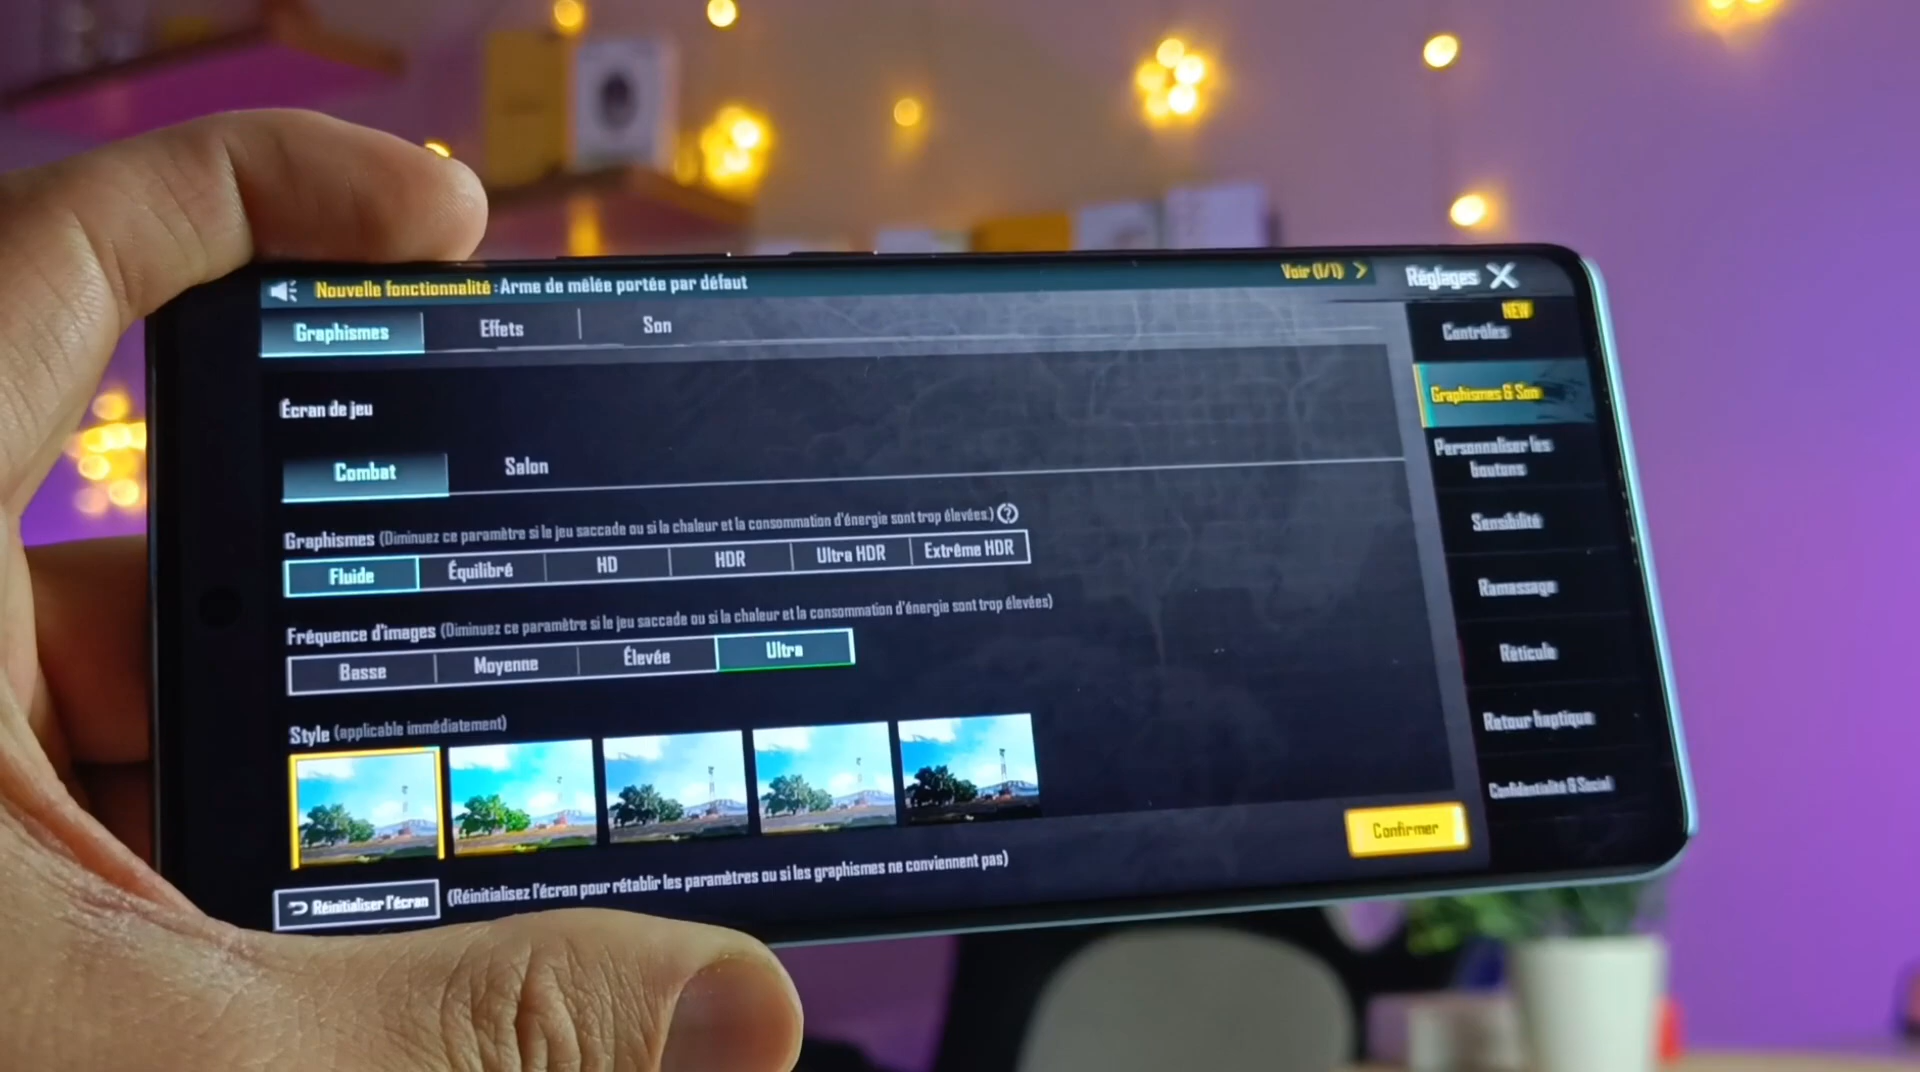 Nouvelle fonctionnalité : Arme de mêlée portée par défaut
Voir (1/1) >
Réglages X
Graphismes
Effets
Son
NEW
Contrôles
Graphismes & Son
Personnaliser les
boutons
Sensibilité
Ramassage
Réticule
Retour haptique
Confidentialité & Social
Écran de jeu
Combat
Salon
Graphismes (Diminuez ce paramètre si le jeu saccade ou si la chaleur et la consommation d'énergie sont trop élevées.) ?
Fluide
Équilibré
HD
HDR
Ultra HDR
Extrême HDR
Fréquence d'images (Diminuez ce paramètre si le jeu saccade ou si la chaleur et la consommation d'énergie sont trop élevées)
Basse
Moyenne
Élevée
Ultra
Style (applicable immédiatement)
Confirmer
Réinitialiser l'écran
(Réinitialisez l'écran pour rétablir les paramètres ou si les graphismes ne conviennent pas)